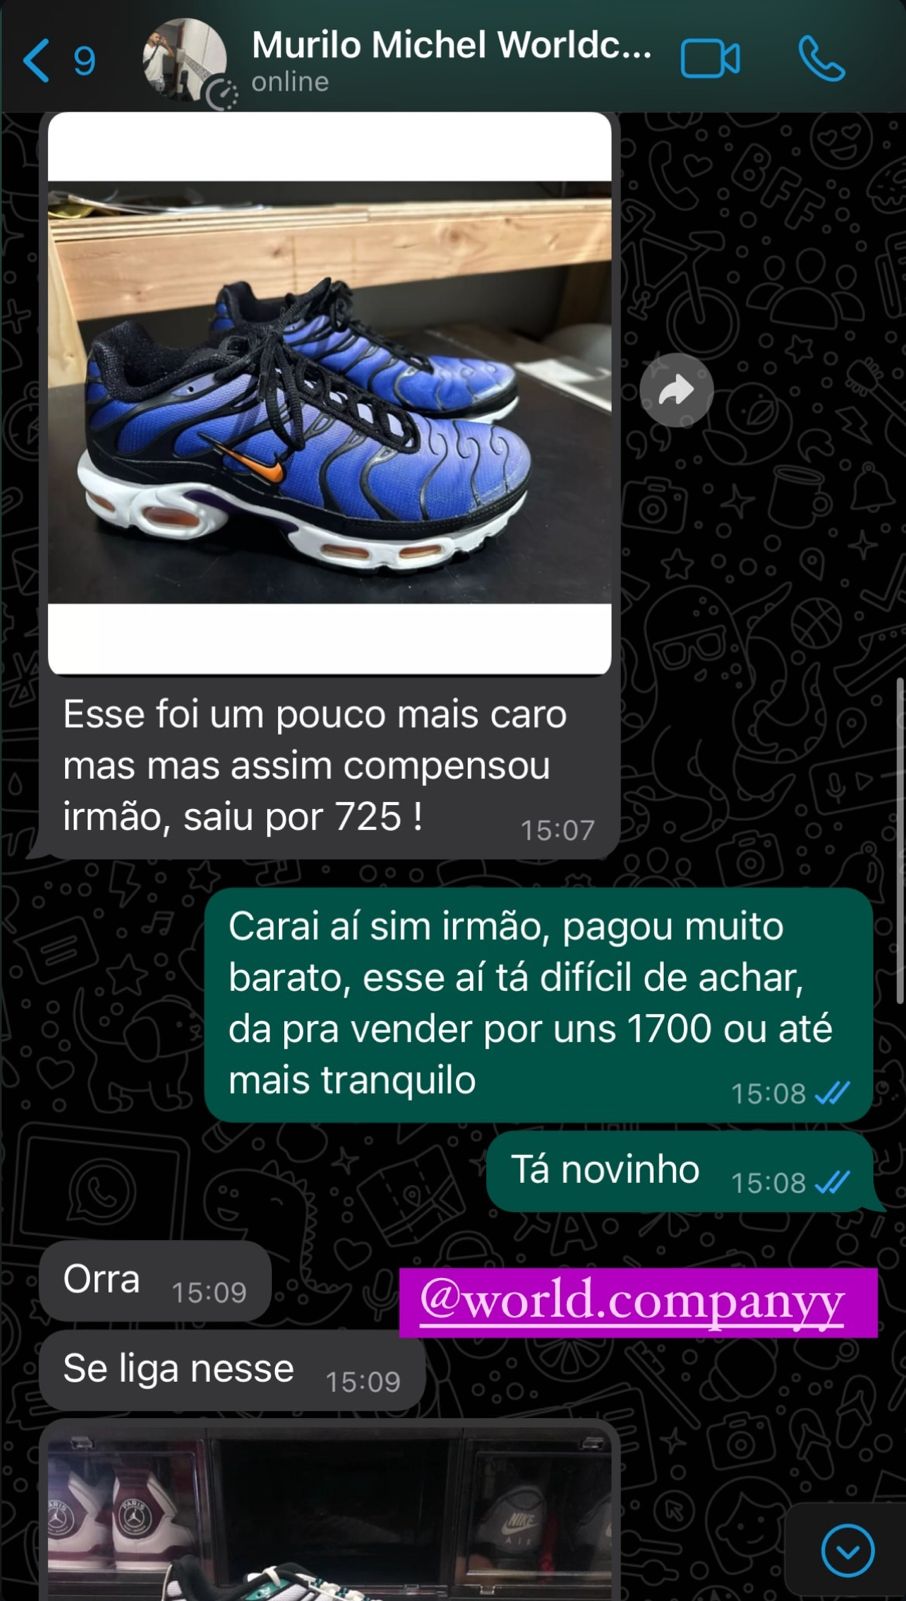 9
Murilo Michel Worldc...
online
Esse foi um pouco mais caro
mas mas assim compensou
irmão, saiu por 725 !
15:07
Carai aí sim irmão, pagou muito
barato, esse aí tá difícil de achar,
da pra vender por uns 1700 ou até
mais tranquilo
15:08
Tá novinho
15:08
Orra
15:09
@world.companyy
Se liga nesse
15:09
PARIS
NIKE
AIR